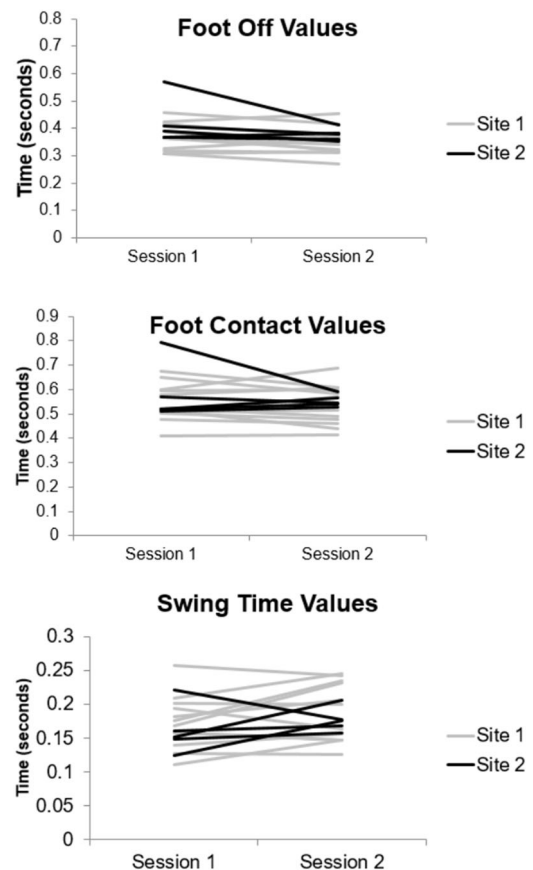 Foot Off Values
Time (seconds)
0.8
0.7
0.6
0.5
0.4
0.3
0.2
0.1
0
Session 1
Session 2
Site 1
Site 2
Foot Contact Values
Time (seconds)
0.9
0.8
0.7
0.6
0.5
0.4
0.3
0.2
0.1
0
Session 1
Session 2
Site 1
Site 2
Swing Time Values
Time (seconds)
0.3
0.25
0.2
0.15
0.1
0.05
0
Session 1
Session 2
Site 1
Site 2